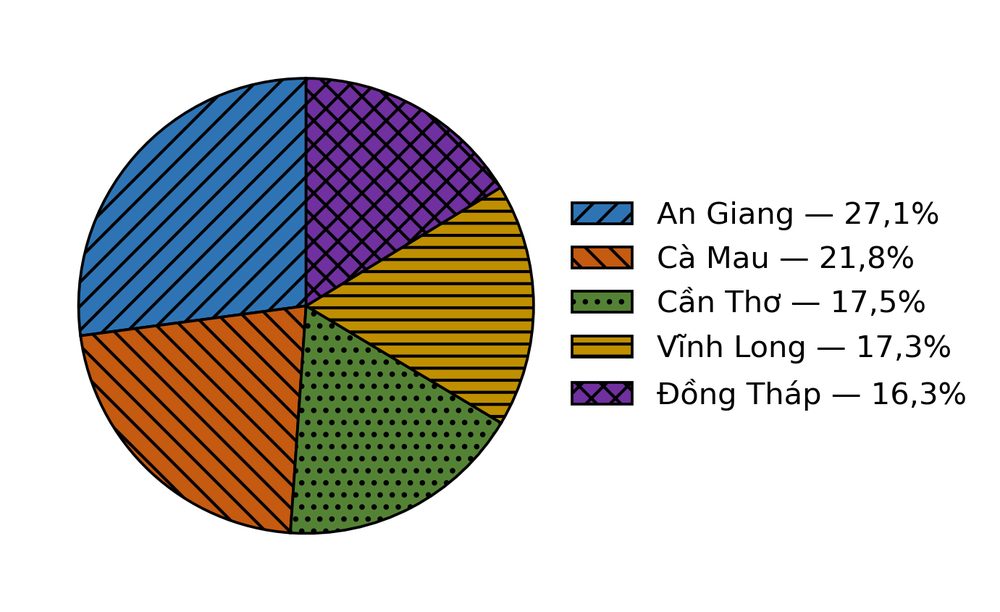 An Giang — 27,1%
Cà Mau — 21,8%
Cần Thơ — 17,5%
Vĩnh Long — 17,3%
Đồng Tháp — 16,3%